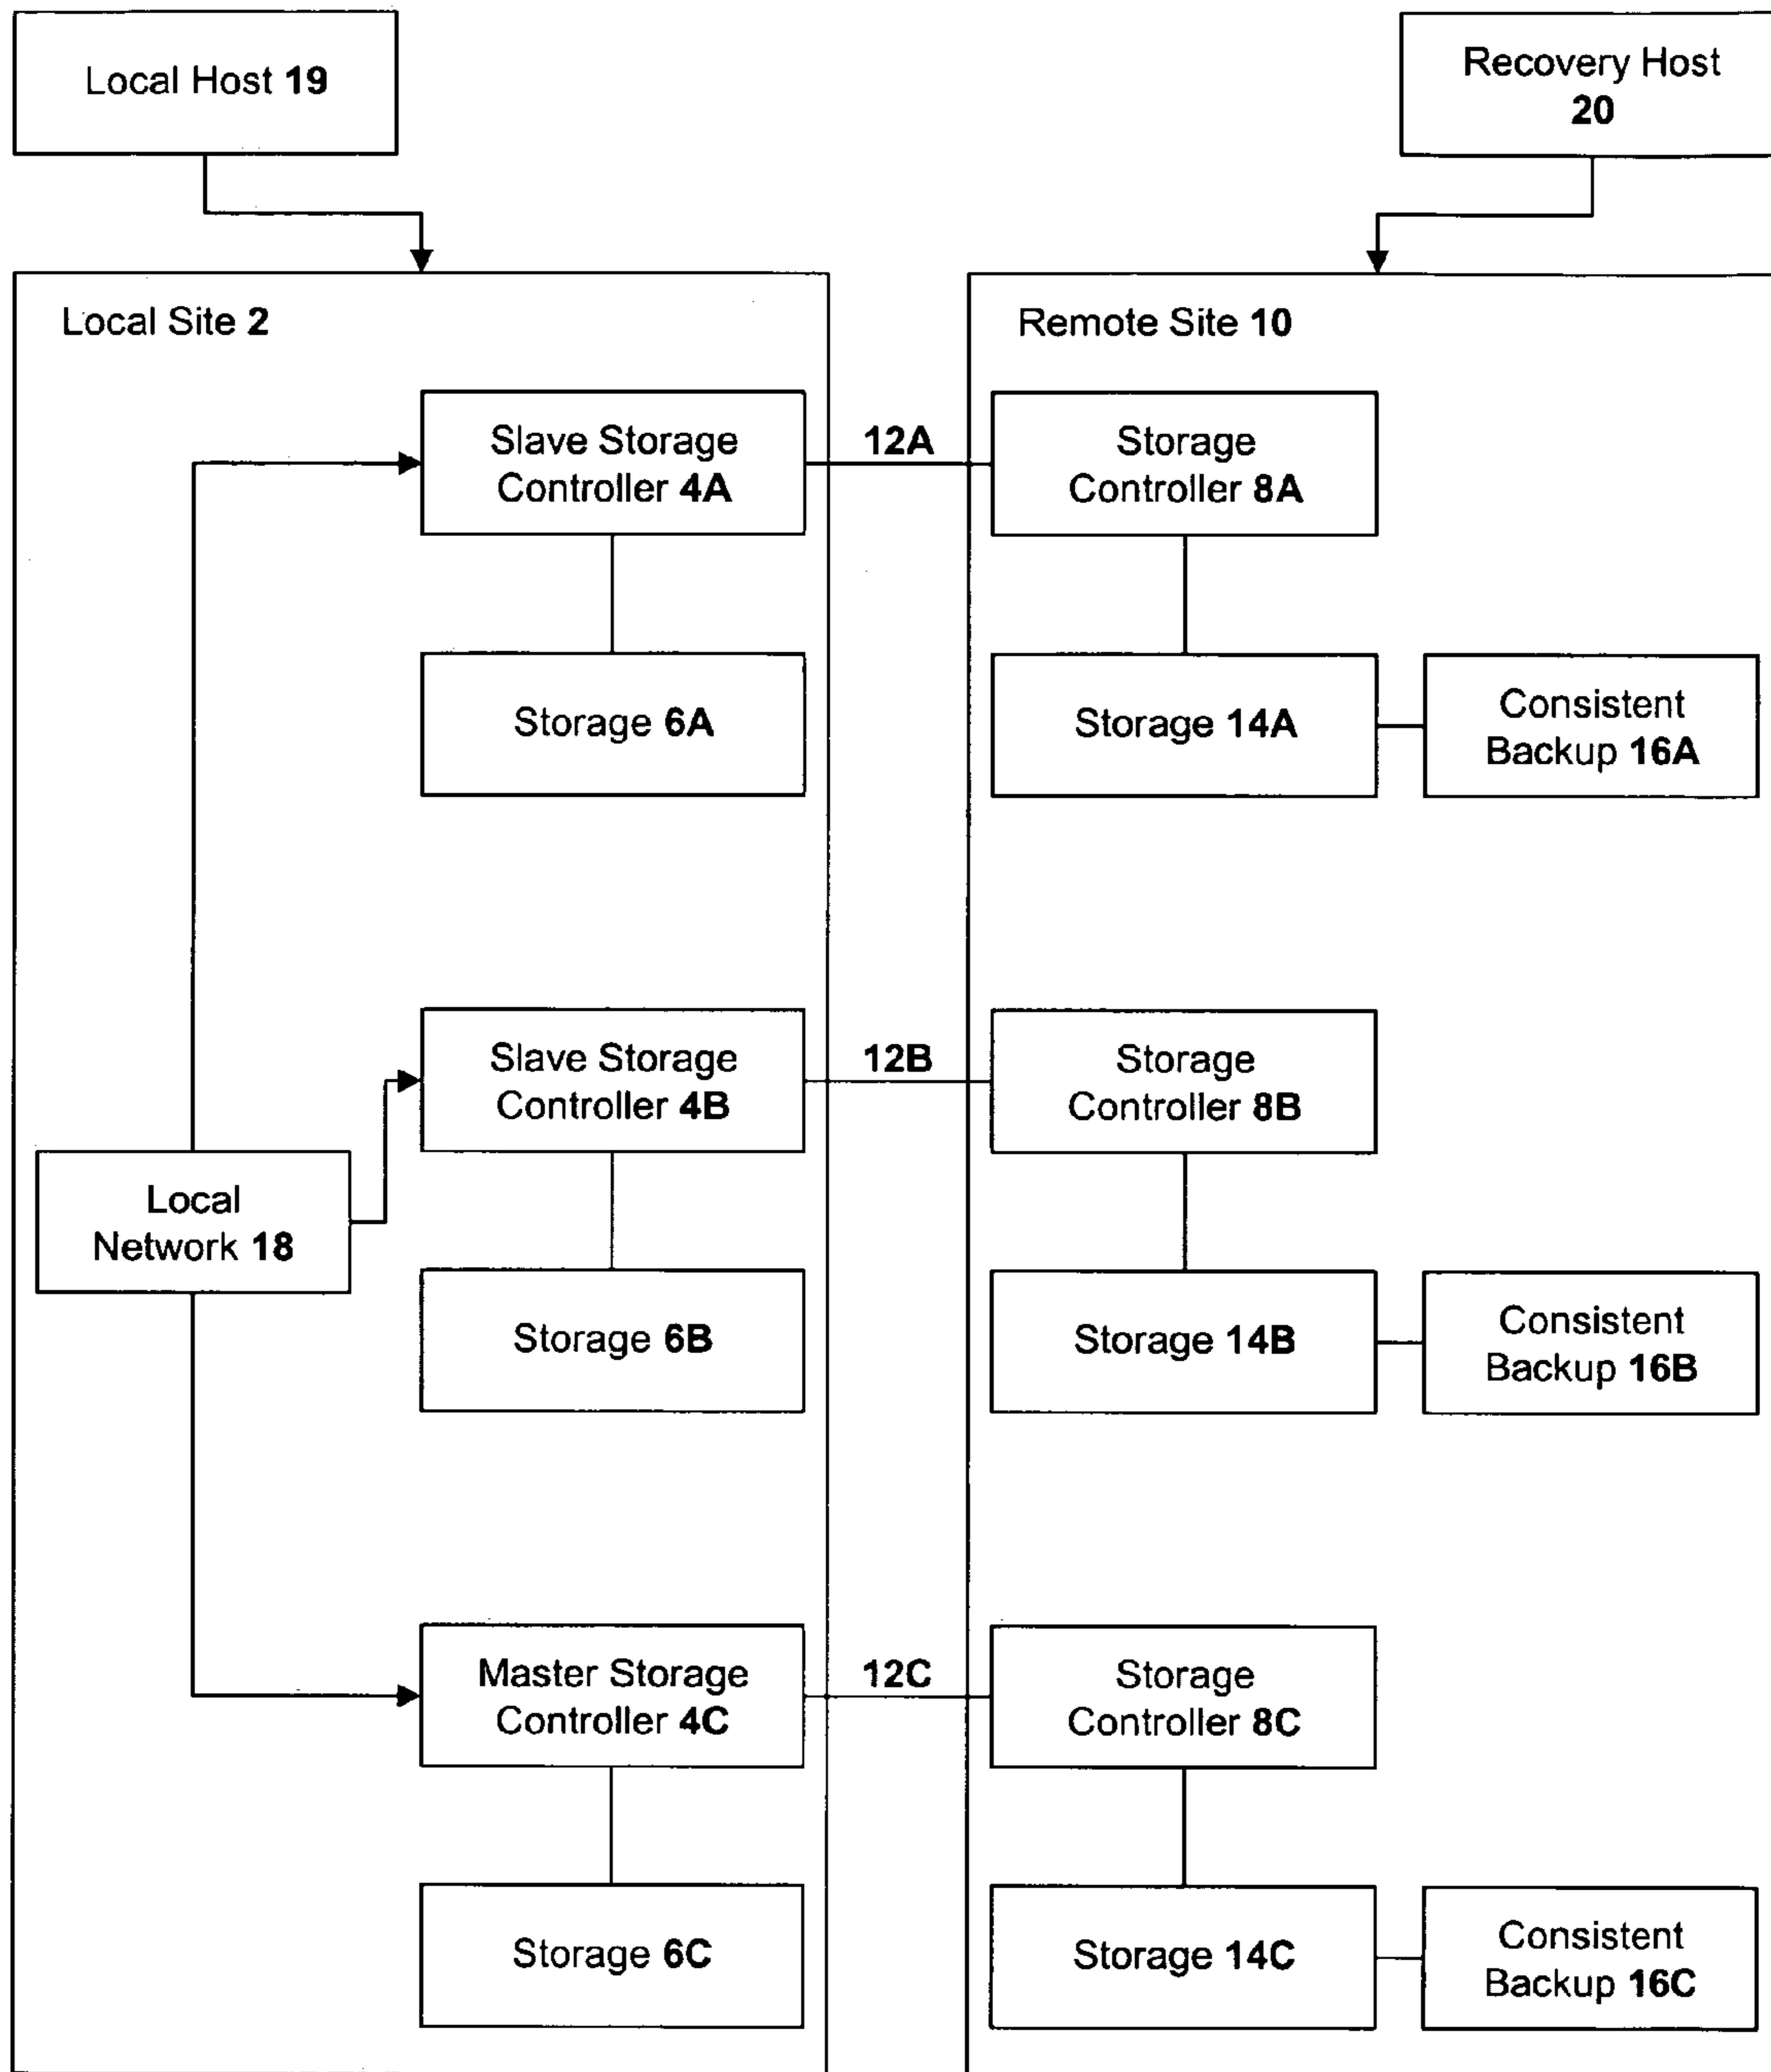 Local Host 19
Recovery Host
20
Local Site 2
Remote Site 10
Slave Storage
Controller 4A
12A
Storage
Controller 8A
Storage 6A
Storage 14A
Consistent
Backup 16A
Slave Storage
Controller 4B
12B
Storage
Controller 8B
Local
Network 18
Storage 6B
Storage 14B
Consistent
Backup 16B
Master Storage
Controller 4C
12C
Storage
Controller 8C
Storage 6C
Storage 14C
Consistent
Backup 16C